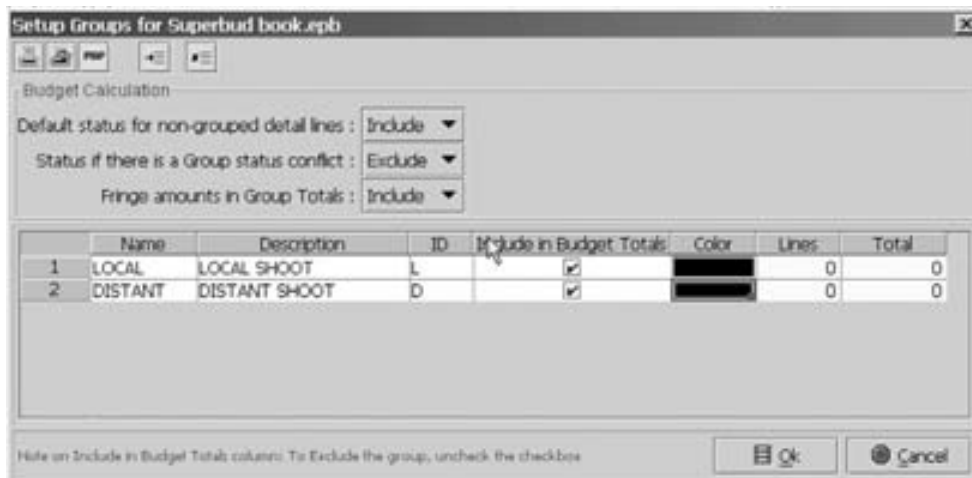 Setup Groups for Superbud book.epb
PDF
Budget Calculation
Default status for non-grouped detail lines : Include
Status if there is a Group status conflict : Exclude
Fringe amounts in Group Totals : Include
Name Description ID Include in Budget Totals Color Lines Total
1 LOCAL LOCAL SHOOT L 0 0
2 DISTANT DISTANT SHOOT D 0 0
Note on Include in Budget Totals column: To Exclude the group, uncheck the checkbox
Ok Cancel